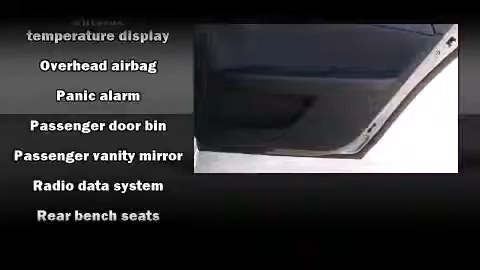 temperature display
Overhead airbag
Panic alarm
Passenger door bin
Passenger vanity mirror
Radio data system
Rear bench seats